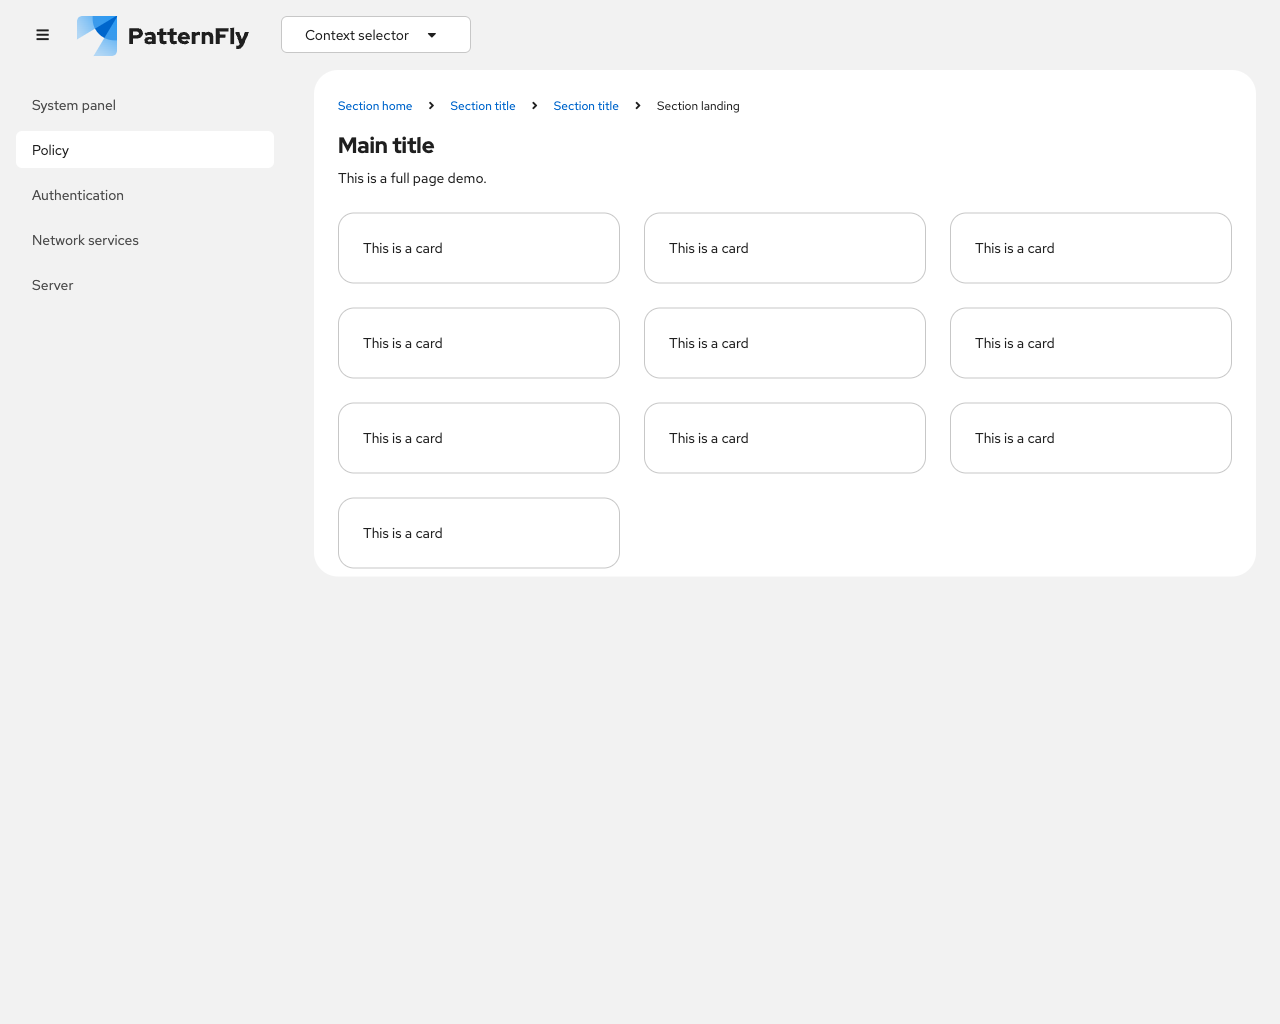 PatternFly
Context selector
System panel
Policy
Authentication
Network services
Server
Section home
Section title
Section title
Section landing
Main title
This is a full page demo.
This is a card
This is a card
This is a card
This is a card
This is a card
This is a card
This is a card
This is a card
This is a card
This is a card